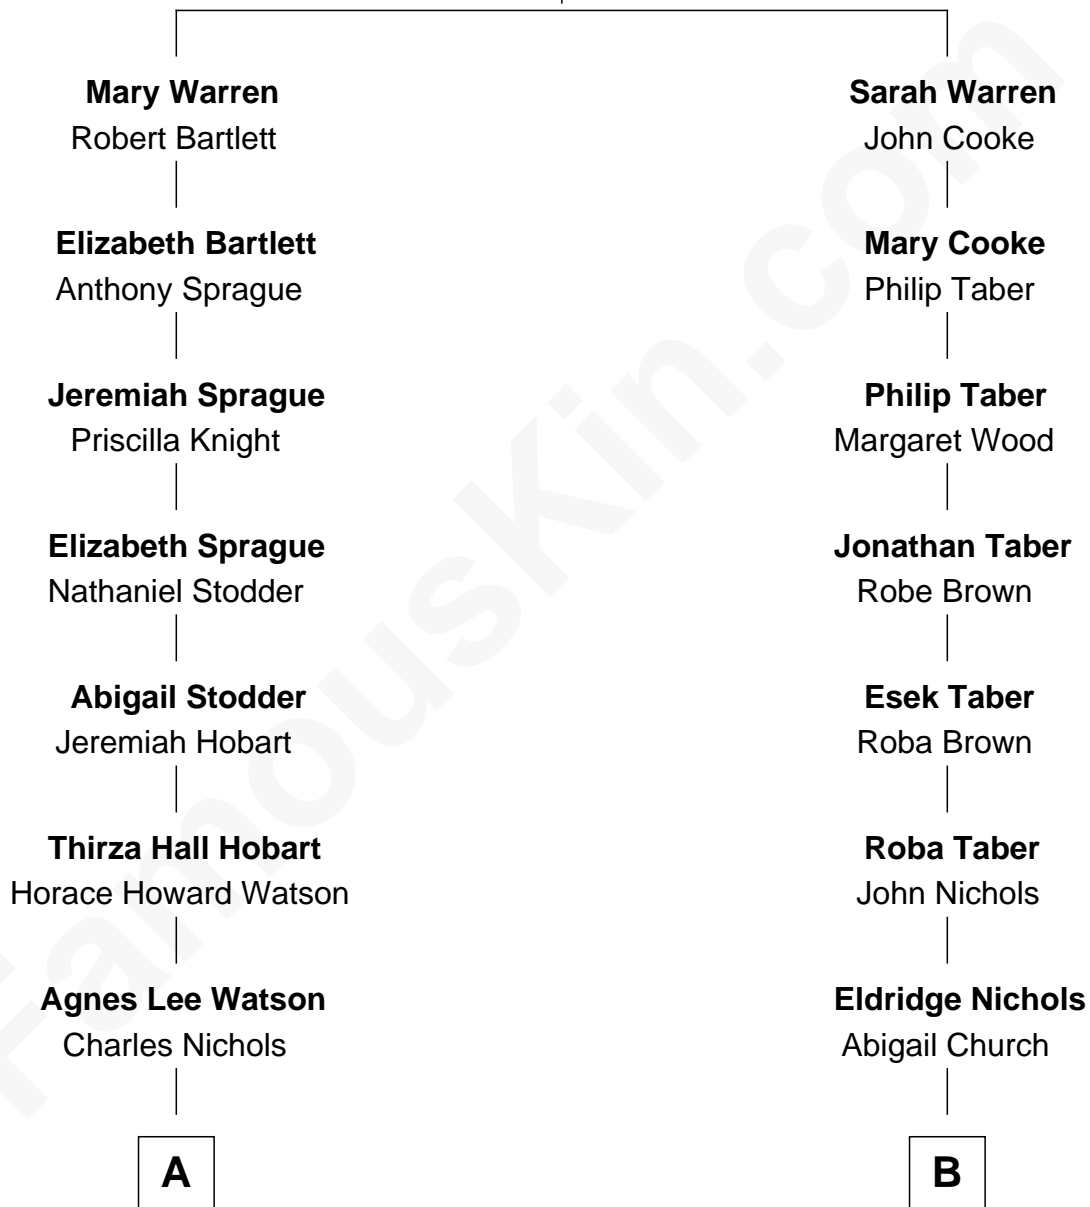 Mary Warren
Robert Bartlett
Sarah Warren
John Cooke
Elizabeth Bartlett
Anthony Sprague
Mary Cooke
Philip Taber
Jeremiah Sprague
Priscilla Knight
Philip Taber
Margaret Wood
Elizabeth Sprague
Nathaniel Stodder
Jonathan Taber
Robe Brown
Abigail Stodder
Jeremiah Hobart
Esek Taber
Roba Brown
Thirza Hall Hobart
Horace Howard Watson
Roba Taber
John Nichols
Agnes Lee Watson
Charles Nichols
Eldridge Nichols
Abigail Church
A
B
FamousKin.com